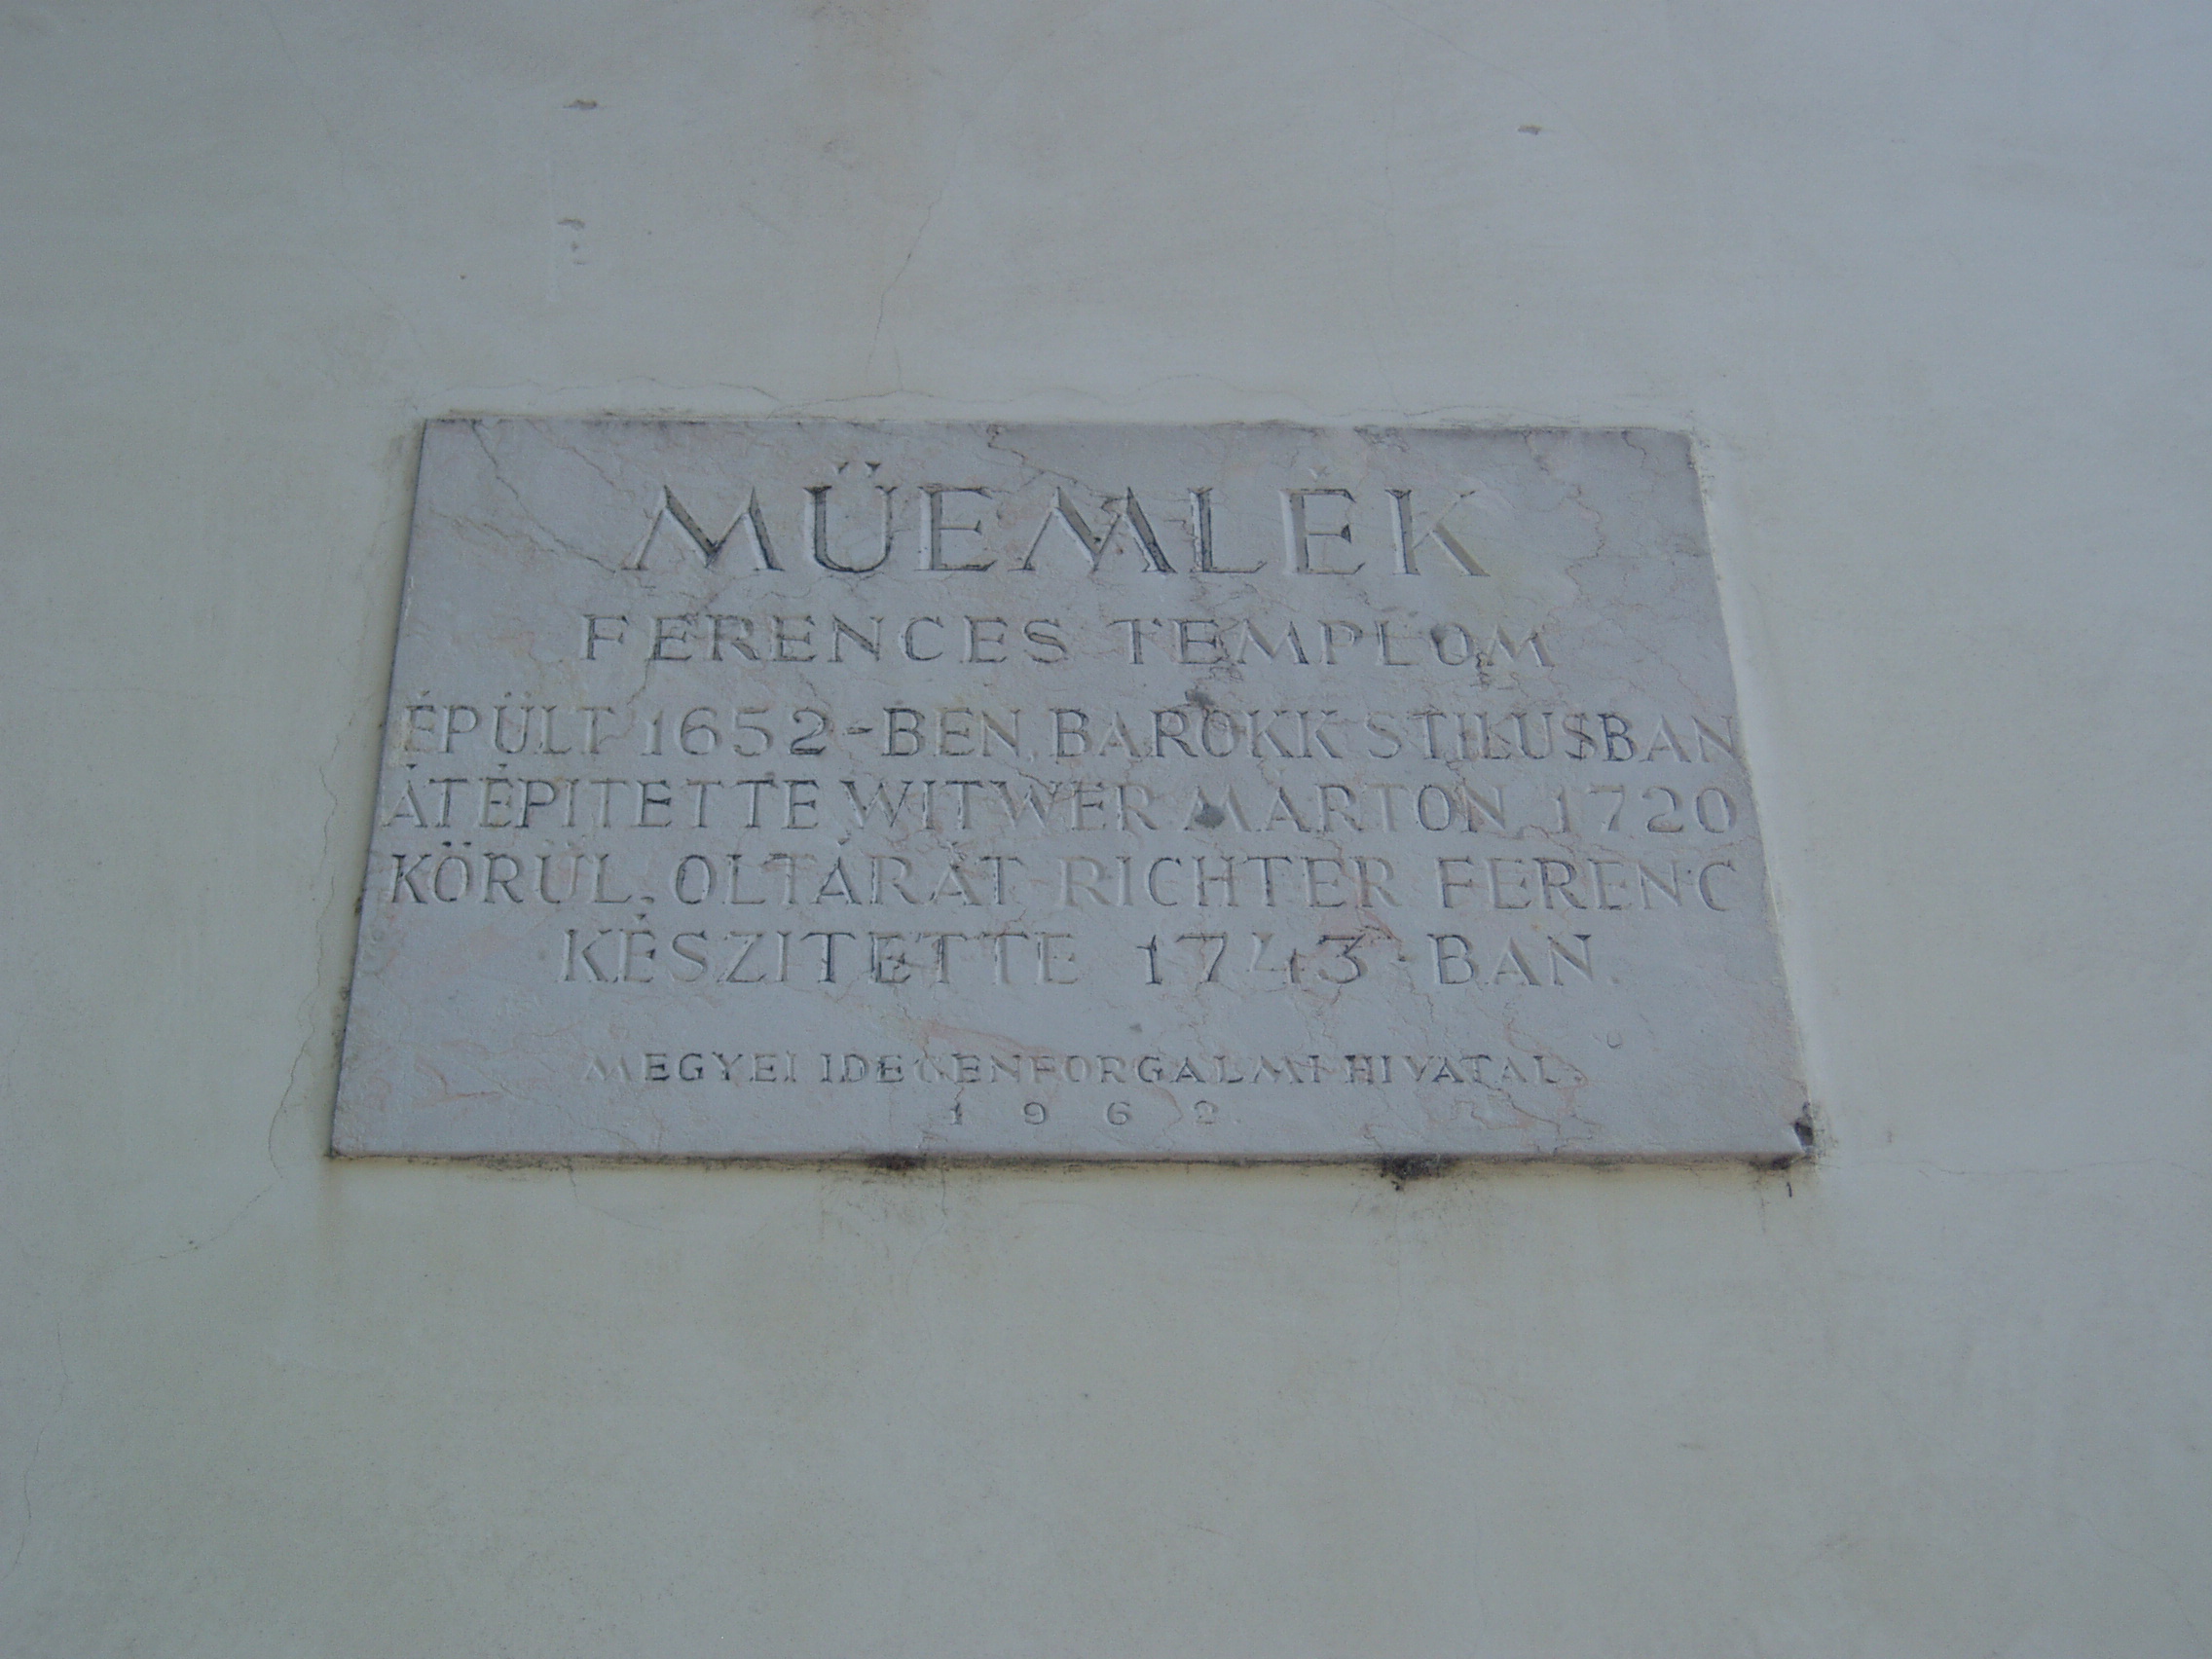 MŰEMLÉK
FERENCES TEMPLOM
ÉPÜLT 1652-BEN, BAROKK STILUSBAN
ÁTÉPITETTE WITWER MÁRTON 1720
KÖRÜL. OLTÁRÁT RICHTER FERENC
KÉSZITETTE 1743-BAN.
MEGYEI IDEGENFORGALMI HIVATAL.